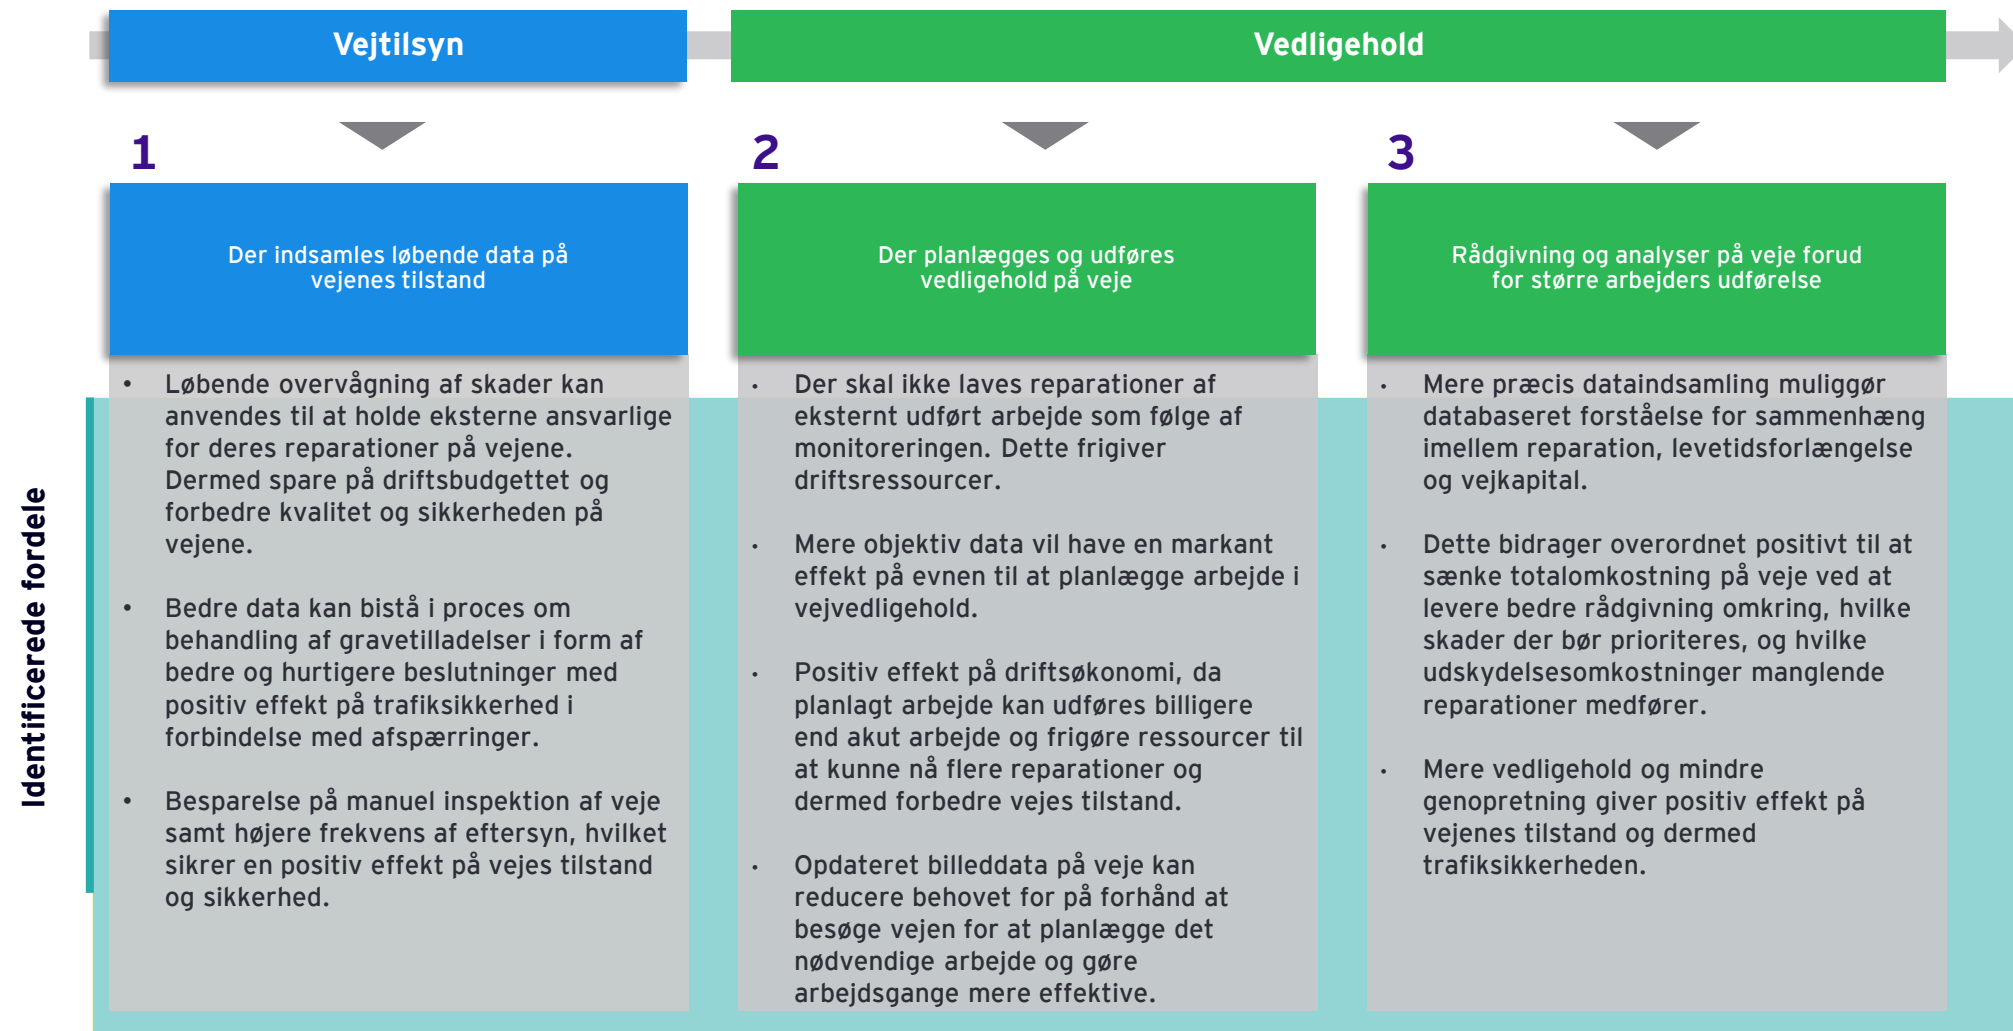 Vejtilsyn
Vedligehold
1
2
3
Der indsamles løbende data på
vejenes tilstand
Der planlægges og udføres
vedligehold på veje
Rådgivning og analyser på veje forud
for større arbejders udførelse
Identificerede fordele
• Løbende overvågning af skader kan
anvendes til at holde eksterne ansvarlige
for deres reparationer på vejene.
Dermed spare på driftsbudgettet og
forbedre kvalitet og sikkerheden på
vejene.
• Bedre data kan bistå i proces om
behandling af gravetilladelser i form af
bedre og hurtigere beslutninger med
positiv effekt på trafiksikkerhed i
forbindelse med afspærringer.
• Besparelse på manuel inspektion af veje
samt højere frekvens af eftersyn, hvilket
sikrer en positiv effekt på vejes tilstand
og sikkerhed.
• Der skal ikke laves reparationer af
eksternt udført arbejde som følge af
monitoreringen. Dette frigiver
driftsressourcer.
• Mere objektiv data vil have en markant
effekt på evnen til at planlægge arbejde i
vejvedligehold.
• Positiv effekt på driftsøkonomi, da
planlagt arbejde kan udføres billigere
end akut arbejde og frigøre ressourcer til
at kunne nå flere reparationer og
dermed forbedre vejes tilstand.
• Opdateret billeddata på veje kan
reducere behovet for på forhånd at
besøge vejen for at planlægge det
nødvendige arbejde og gøre
arbejdsgange mere effektive.
• Mere præcis dataindsamling muliggør
databaseret forståelse for sammenhæng
imellem reparation, levetidsforlængelse
og vejkapital.
• Dette bidrager overordnet positivt til at
sænke totalomkostning på veje ved at
levere bedre rådgivning omkring, hvilke
skader der bør prioriteres, og hvilke
udskydelsesomkostninger manglende
reparationer medfører.
• Mere vedligehold og mindre
genopretning giver positiv effekt på
vejenes tilstand og dermed
trafiksikkerheden.